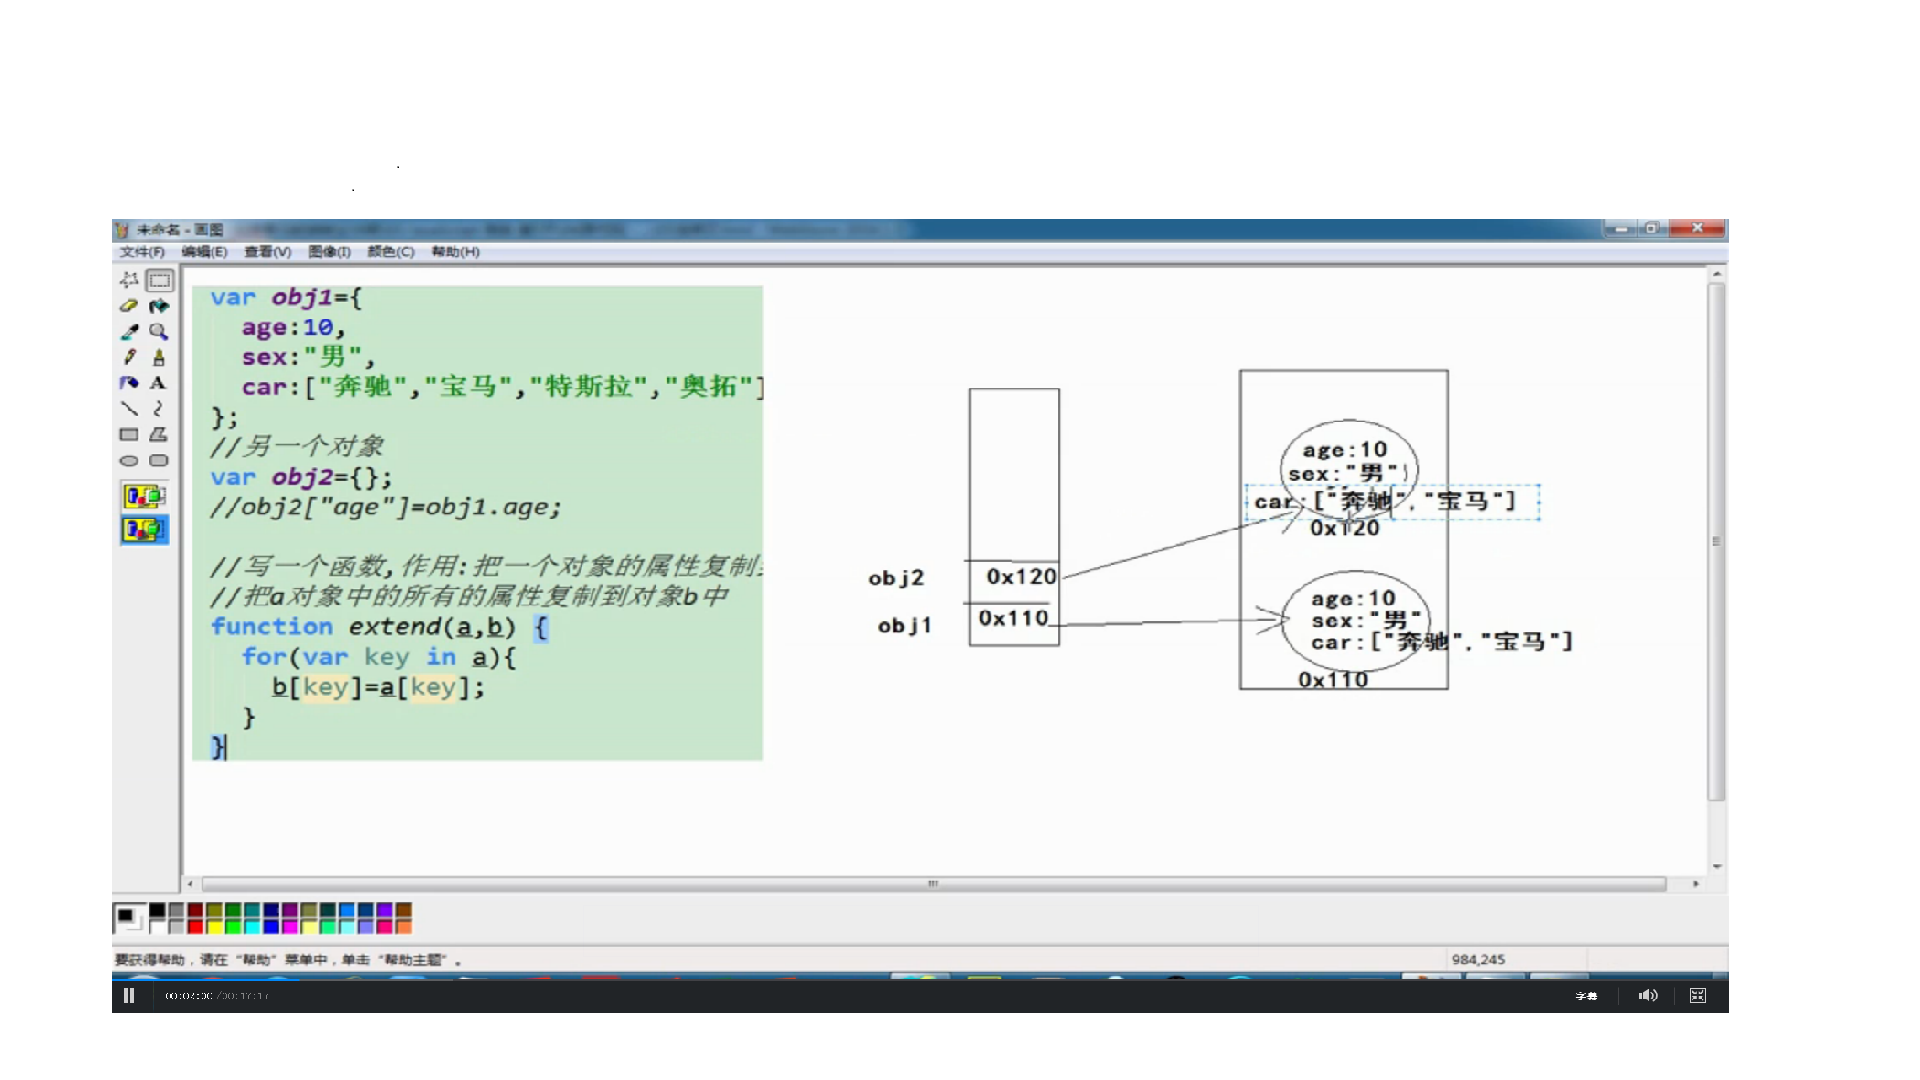 未命名 - 画图
文件(F) 编辑(E) 查看(V) 图像(I) 颜色(C) 帮助(H)
var obj1={
age:10,
sex:"男",
car:["奔驰","宝马","特斯拉","奥拓"]
};
//另一个对象
var obj2={};
//obj2["age"]=obj1.age;
//写一个函数,作用:把一个对象的属性复制
//把a对象中的所有的属性复制到对象b中
function extend(a,b) {
for(var key in a){
b[key]=a[key];
}
}
obj2
0x120
obj1
0x110
age:10
sex:"男"
car:["奔驰","宝马"]
0x120
age:10
sex:"男"
car:["奔驰","宝马"]
0x110
要获得帮助，请在“帮助”菜单中，单击“帮助主题”。
984,245
字幕